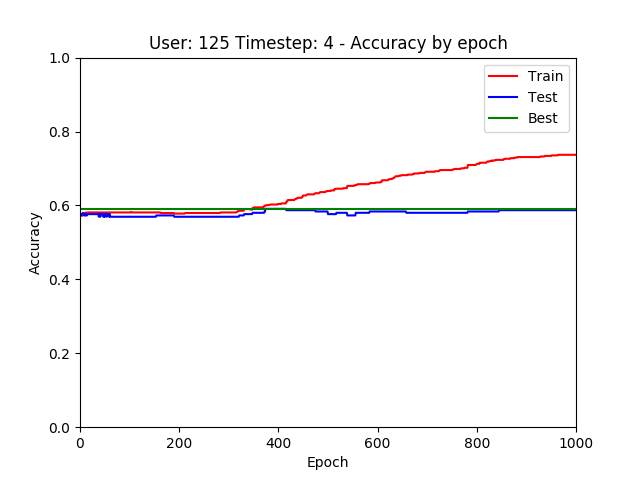 User: 125 Timestep: 4 - Accuracy by epoch
1.0
0.8
0.6
0.4
0.2
0.0
Accuracy
Train
Test
Best
0 200 400 600 800 1000
Epoch